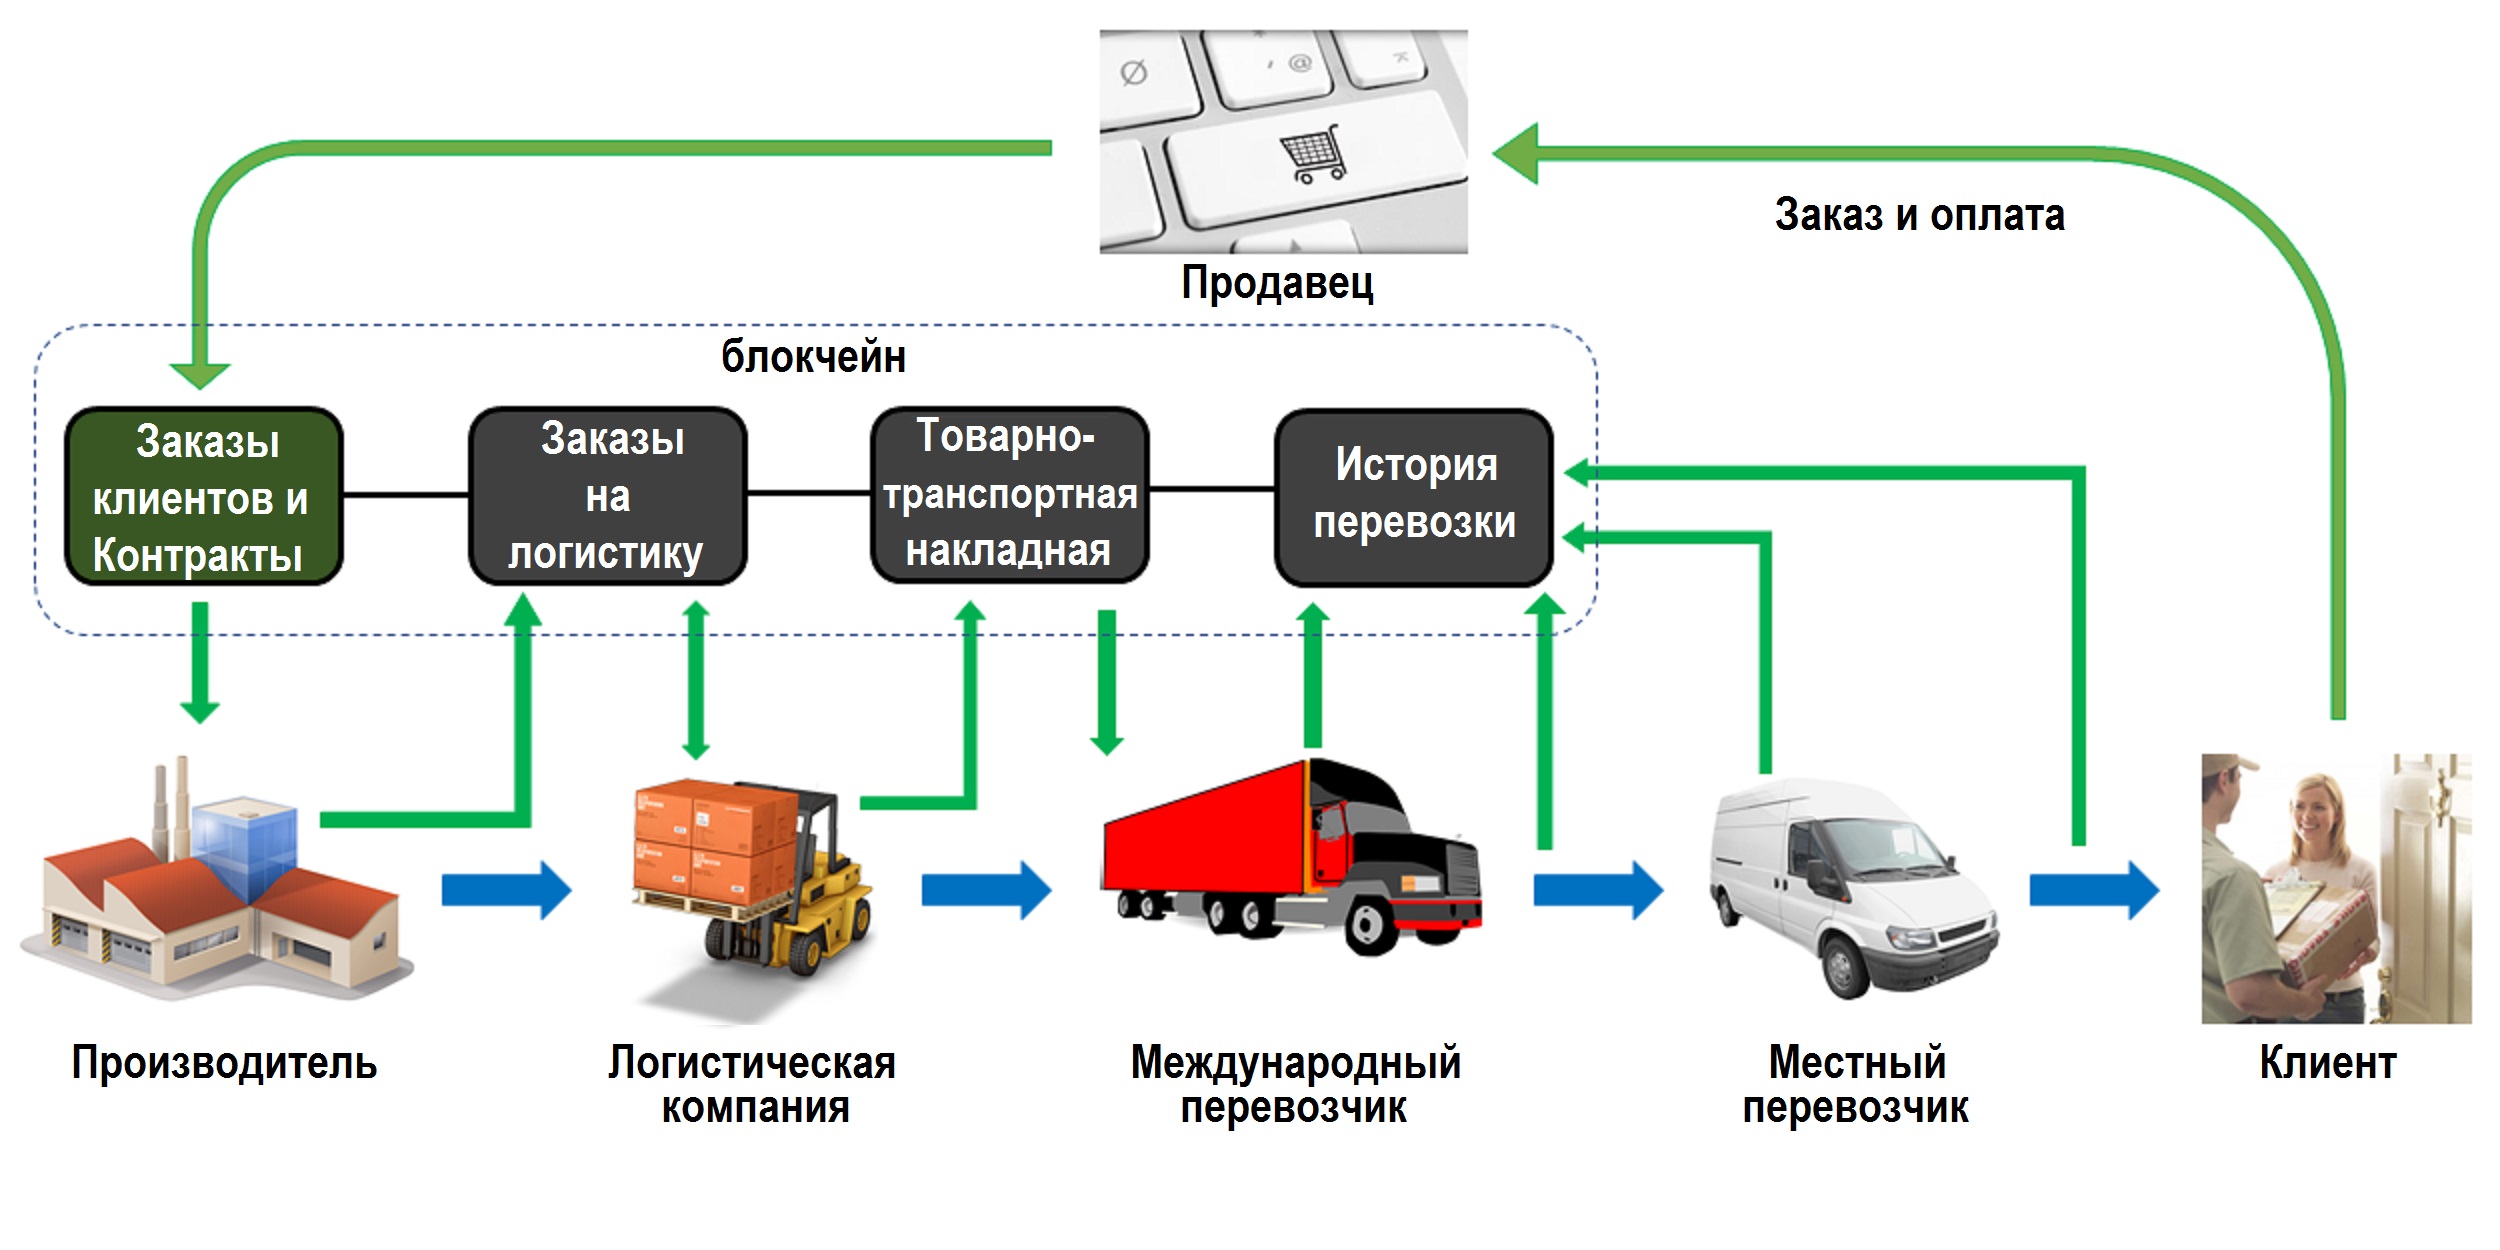 Заказ и оплата
Продавец
блокчейн
Заказы
клиентов и
Контракты
Заказы
на
логистику
Товарно-
транспортная
накладная
История
перевозки
Производитель
Логистическая
компания
Международный
перевозчик
Местный
перевозчик
Клиент